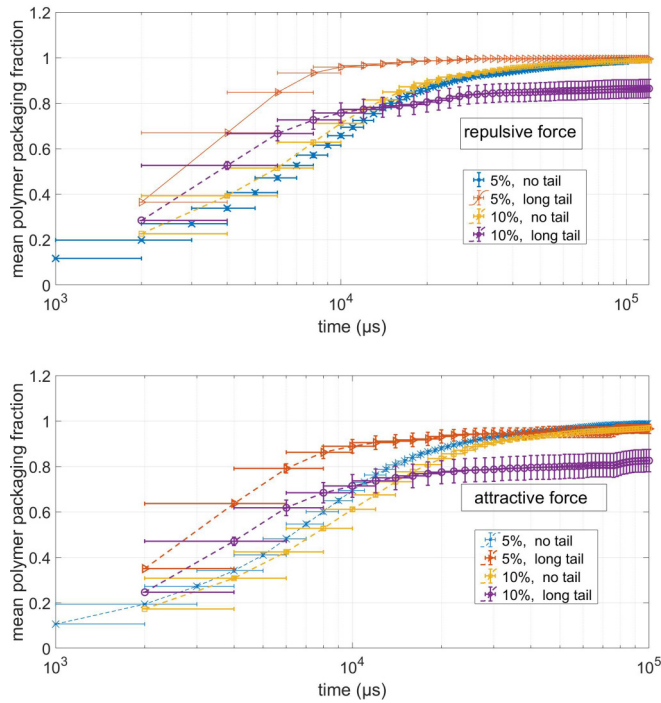 1.2
1
0.8
0.6
0.4
0.2
0
mean polymer packaging fraction
repulsive force
5%, no tail
5%, long tail
10%, no tail
10%, long tail
10³
10⁴
10⁵
time (µs)
1.2
1
0.8
0.6
0.4
0.2
0
mean polymer packaging fraction
attractive force
5%, no tail
5%, long tail
10%, no tail
10%, long tail
10³
10⁴
10⁵
time (µs)